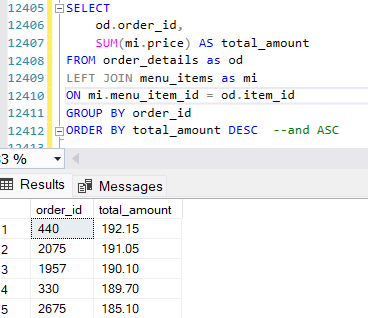 12405 SELECT
12406 od.order_id,
12407 SUM(mi.price) AS total_amount
12408 FROM order_details as od
12409 LEFT JOIN menu_items as mi
12410 ON mi.menu_item_id = od.item_id
12411 GROUP BY order_id
12412 ORDER BY total_amount DESC --and ASC
3 %
Results Messages
order_id total_amount
1 440 192.15
2 2075 191.05
3 1957 190.10
4 330 189.70
5 2675 185.10